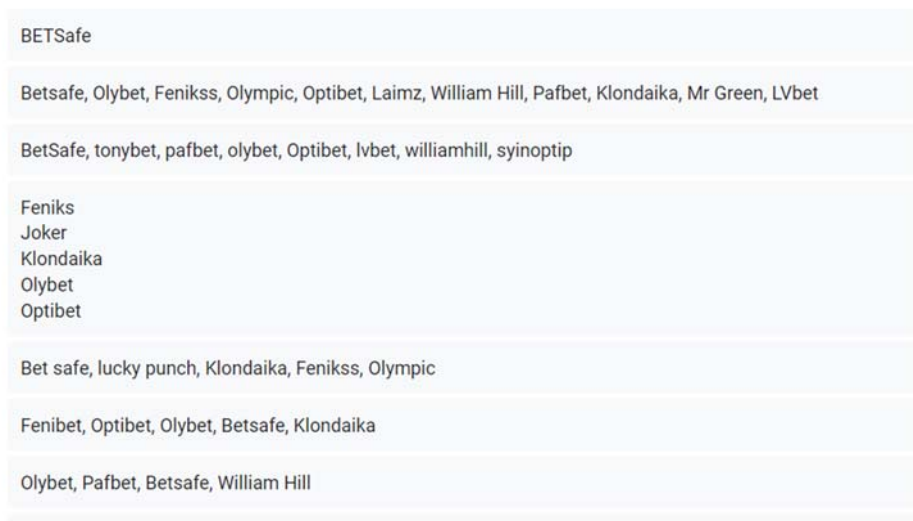 BETSafe
Betsafe, Olybet, Fenikss, Olympic, Optibet, Laimz, William Hill, Pafbet, Klondaika, Mr Green, LVbet
BetSafe, tonybet, pafbet, olybet, Optibet, lvbet, williamhill, syinoptip
Feniks
Joker
Klondaika
Olybet
Optibet
Bet safe, lucky punch, Klondaika, Fenikss, Olympic
Fenibet, Optibet, Olybet, Betsafe, Klondaika
Olybet, Pafbet, Betsafe, William Hill